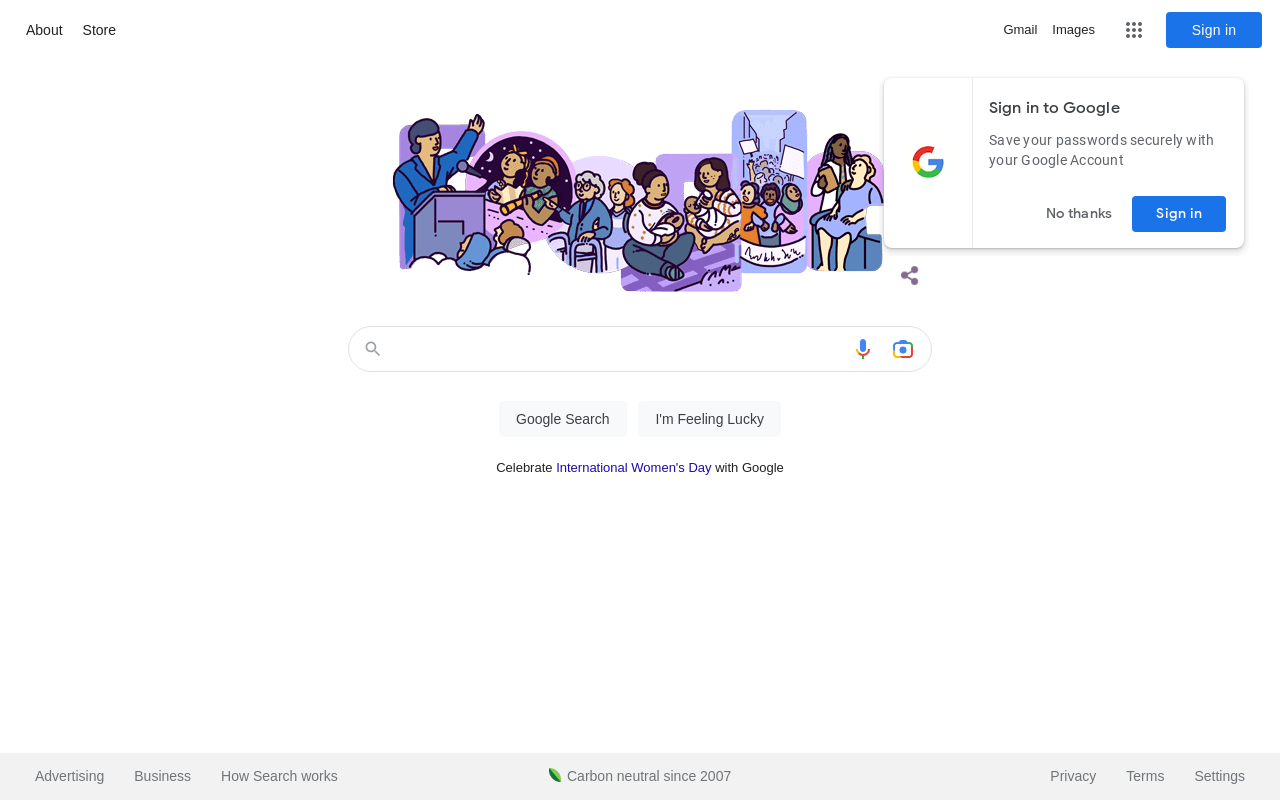 About Store
Gmail Images Sign in
Sign in to Google
Save your passwords securely with
your Google Account
No thanks Sign in
Google Search I'm Feeling Lucky
Celebrate International Women's Day with Google
Advertising Business How Search works Carbon neutral since 2007 Privacy Terms Settings